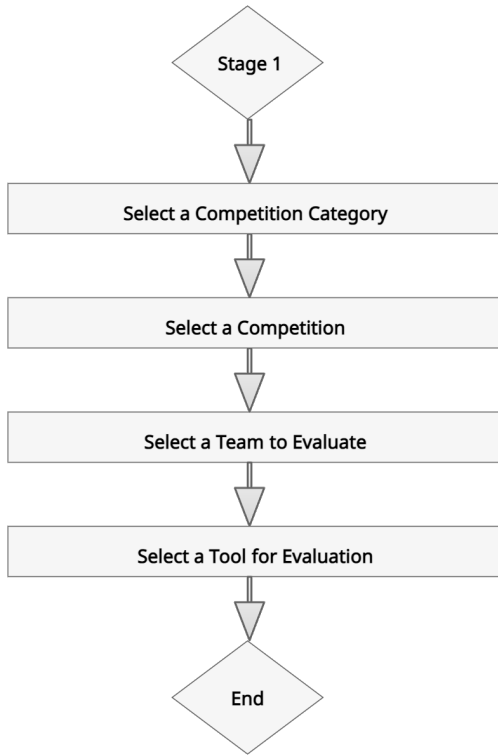 Stage 1
Select a Competition Category
Select a Competition
Select a Team to Evaluate
Select a Tool for Evaluation
End